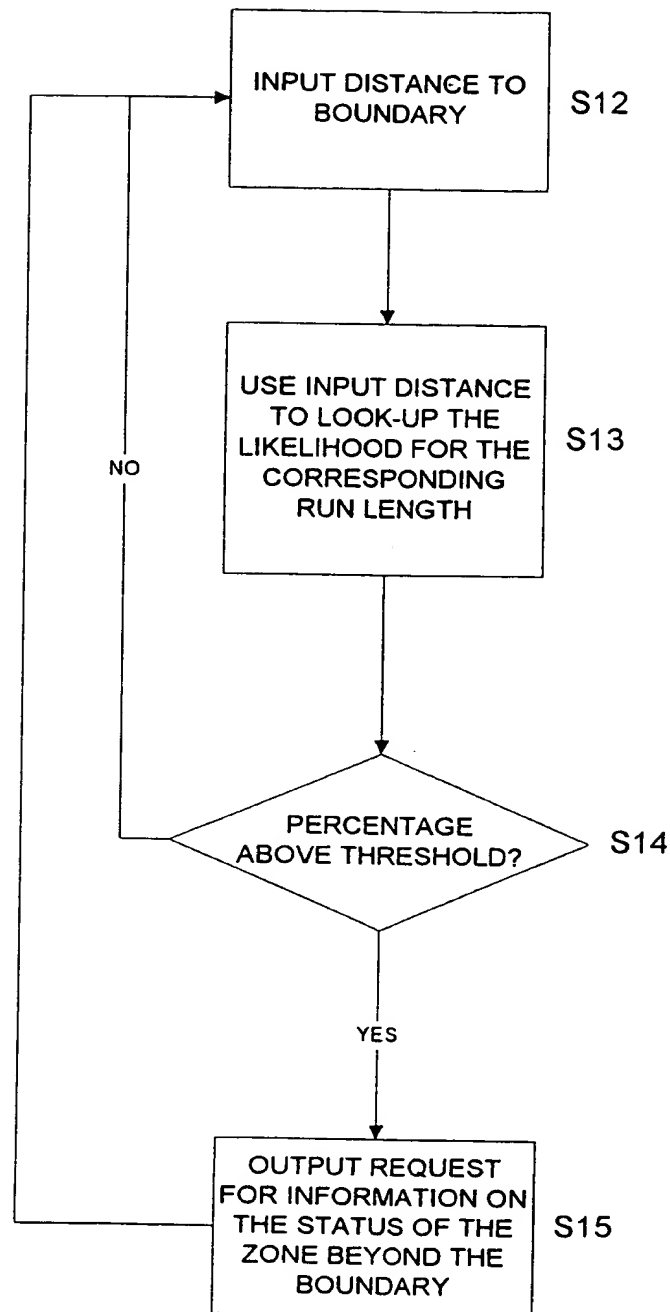 INPUT DISTANCE TO
BOUNDARY
S12
USE INPUT DISTANCE
TO LOOK-UP THE
LIKELIHOOD FOR THE
CORRESPONDING
RUN LENGTH
S13
NO
PERCENTAGE
ABOVE THRESHOLD?
S14
YES
OUTPUT REQUEST
FOR INFORMATION ON
THE STATUS OF THE
ZONE BEYOND THE
BOUNDARY
S15